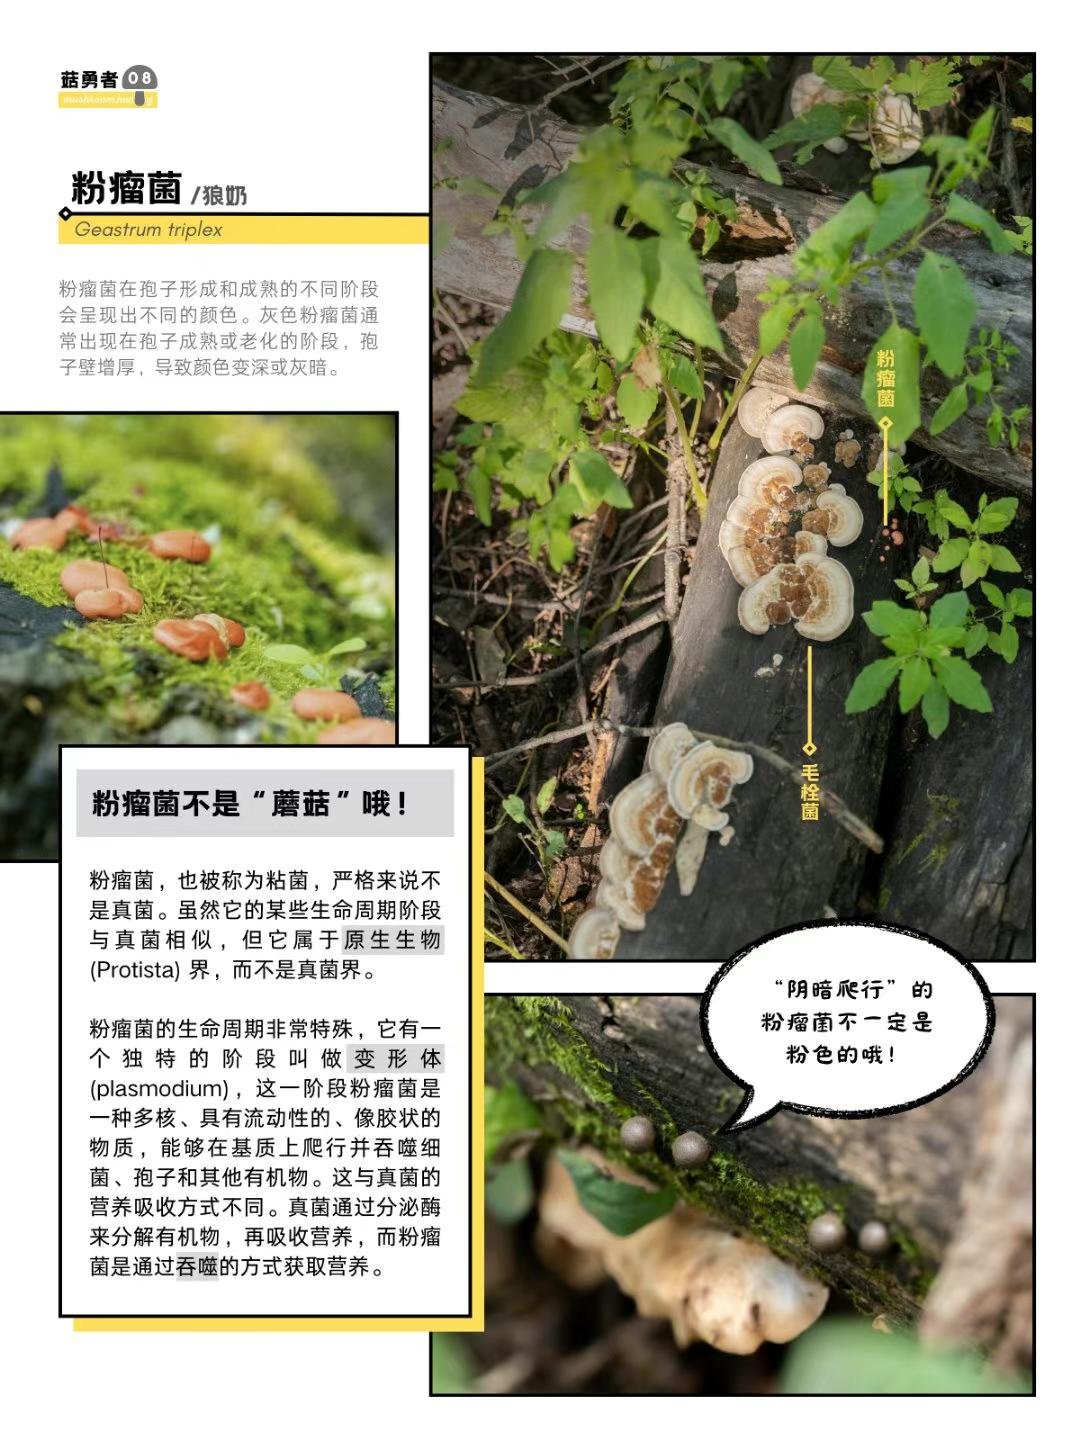 菇勇者 08
mushroom.hunting
粉瘤菌 /狼奶
Geastrum triplex
粉瘤菌在孢子形成和成熟的不同阶段
会呈现出不同的颜色。灰色粉瘤菌通
常出现在孢子成熟或老化的阶段，孢
子壁增厚，导致颜色变深或灰暗。
粉瘤菌
毛栓菌
粉瘤菌不是“蘑菇”哦！
粉瘤菌，也被称为粘菌，严格来说不
是真菌。虽然它的某些生命周期阶段
与真菌相似，但它属于原生生物
(Protista) 界，而不是真菌界。
粉瘤菌的生命周期非常特殊，它有一
个独特的阶段叫做变形体
(plasmodium)，这一阶段粉瘤菌是
一种多核、具有流动性的、像胶状的
物质，能够在基质上爬行并吞噬细
菌、孢子和其他有机物。这与真菌的
营养吸收方式不同。真菌通过分泌酶
来分解有机物，再吸收营养，而粉瘤
菌是通过吞噬的方式获取营养。
“阴暗爬行”的
粉瘤菌不一定是
粉色的哦！